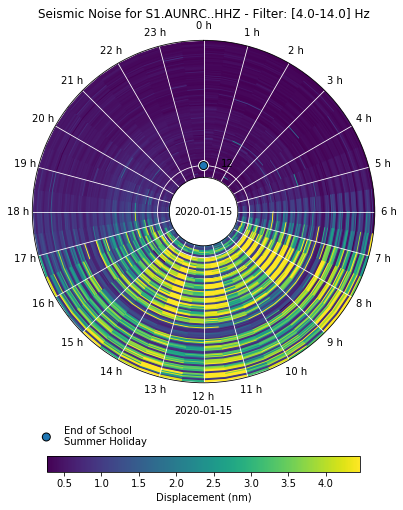 Seismic Noise for S1.AUNRC..HHZ - Filter: [4.0-14.0] Hz
0 h
23 h
1 h
22 h
2 h
21 h
3 h
20 h
4 h
19 h
5 h
18 h
2020-01-15
6 h
17 h
7 h
16 h
8 h
15 h
9 h
14 h
10 h
13 h
11 h
12 h
2020-01-15
End of School
Summer Holiday
0.5 1.0 1.5 2.0 2.5 3.0 3.5 4.0
Displacement (nm)